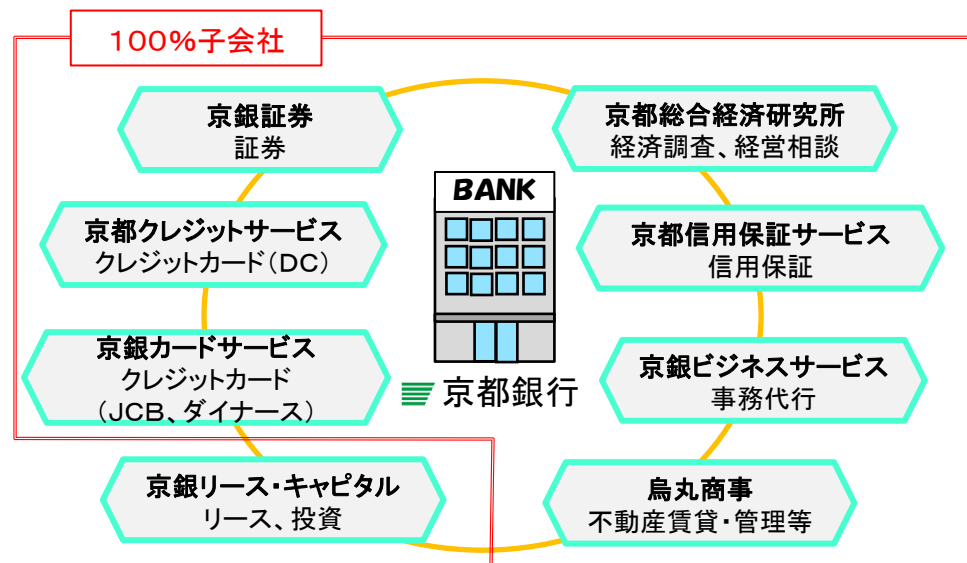 100%子会社
京銀証券
証券
京都総合経済研究所
経済調査、経営相談
BANK
京都クレジットサービス
クレジットカード(DC)
京都信用保証サービス
信用保証
京銀カードサービス
クレジットカード
(JCB、ダイナース)
京都銀行
京銀ビジネスサービス
事務代行
京銀リース・キャピタル
リース、投資
烏丸商事
不動産賃貸・管理等